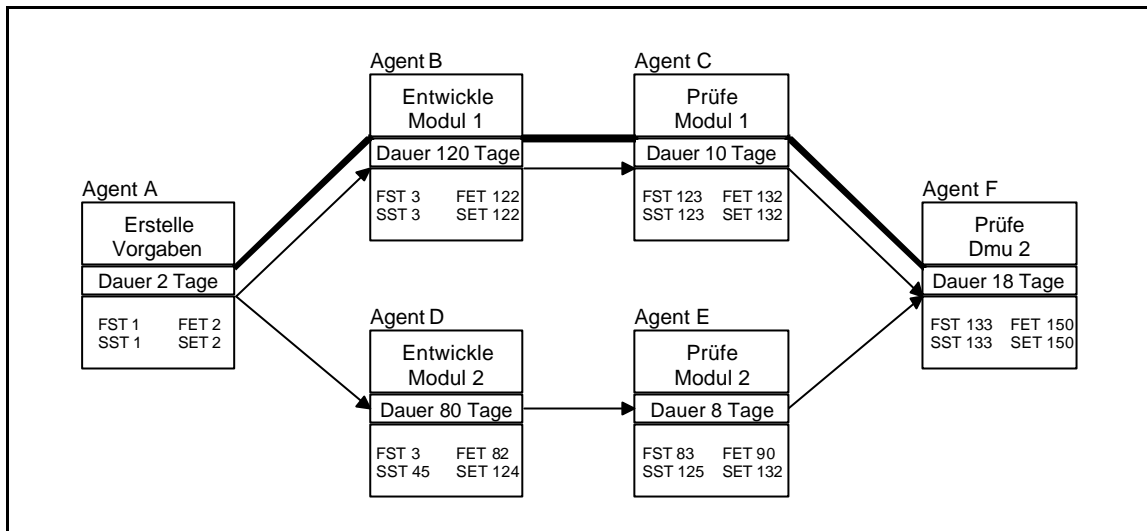 Agent B
Entwickle
Modul 1
Dauer 120 Tage
FST 3 FET 122
SST 3 SET 122
Agent C
Prüfe
Modul 1
Dauer 10 Tage
FST 123 FET 132
SST 123 SET 132
Agent A
Erstelle
Vorgaben
Dauer 2 Tage
FST 1 FET 2
SST 1 SET 2
Agent F
Prüfe
Dmu 2
Dauer 18 Tage
FST 133 FET 150
SST 133 SET 150
Agent D
Entwickle
Modul 2
Dauer 80 Tage
FST 3 FET 82
SST 45 SET 124
Agent E
Prüfe
Modul 2
Dauer 8 Tage
FST 83 FET 90
SST 125 SET 132